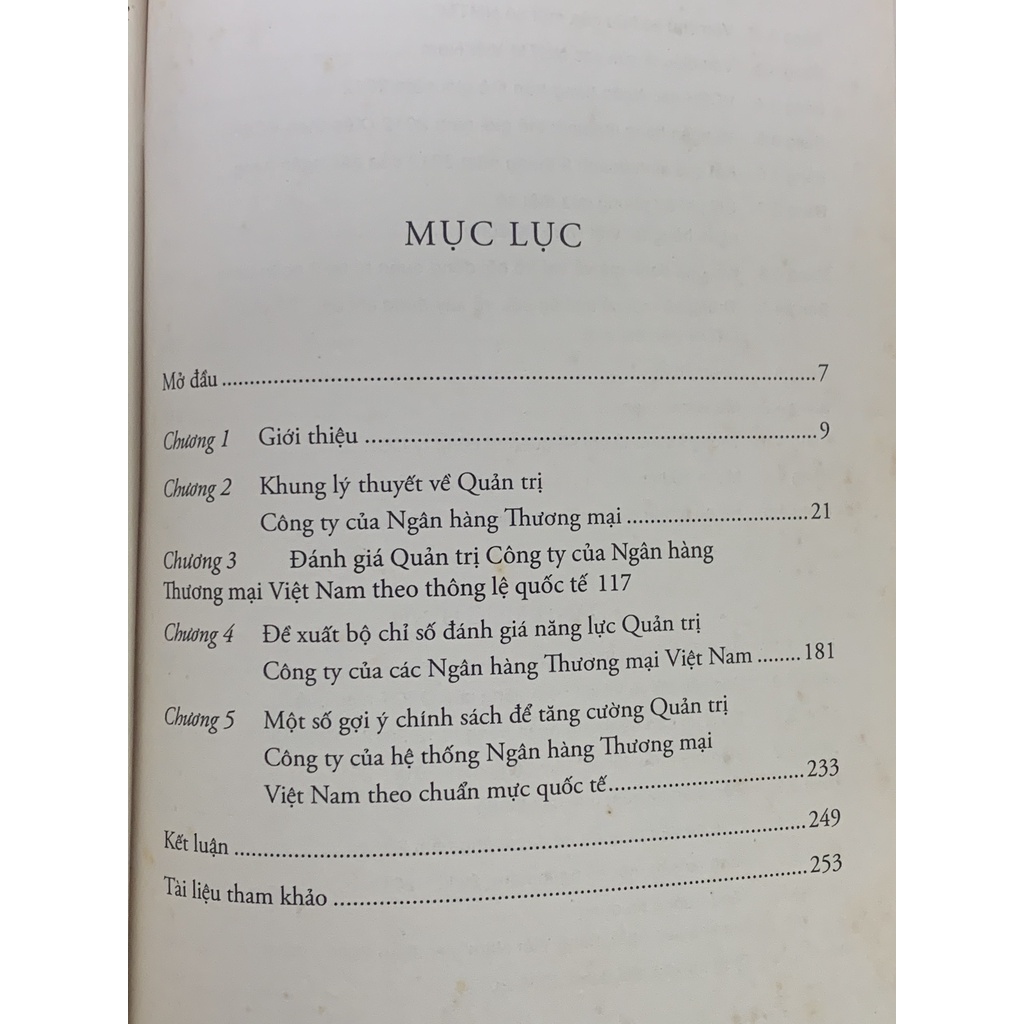 MỤC LỤC
Mở đầu ........................................................ 7
Chương 1 Giới thiệu ........................................................ 9
Chương 2 Khung lý thuyết về Quản trị
Công ty của Ngân hàng Thương mại ............................ 21
Chương 3 Đánh giá Quản trị Công ty của Ngân hàng
Thương mại Việt Nam theo thông lệ quốc tế 117
Chương 4 Đề xuất bộ chỉ số đánh giá năng lực Quản trị
Công ty của các Ngân hàng Thương mại Việt Nam ........ 181
Chương 5 Một số gợi ý chính sách để tăng cường Quản trị
Công ty của hệ thống Ngân hàng Thương mại
Việt Nam theo chuẩn mực quốc tế ............................ 233
Kết luận ........................................................ 249
Tài liệu tham khảo ........................................................ 253